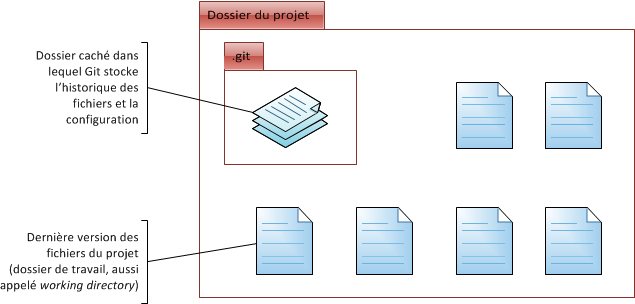 Dossier du projet
.git
Dossier caché dans
lequel Git stocke
l'historique des
fichiers et la
configuration
Dernière version des
fichiers du projet
(dossier de travail, aussi
appelé working directory)